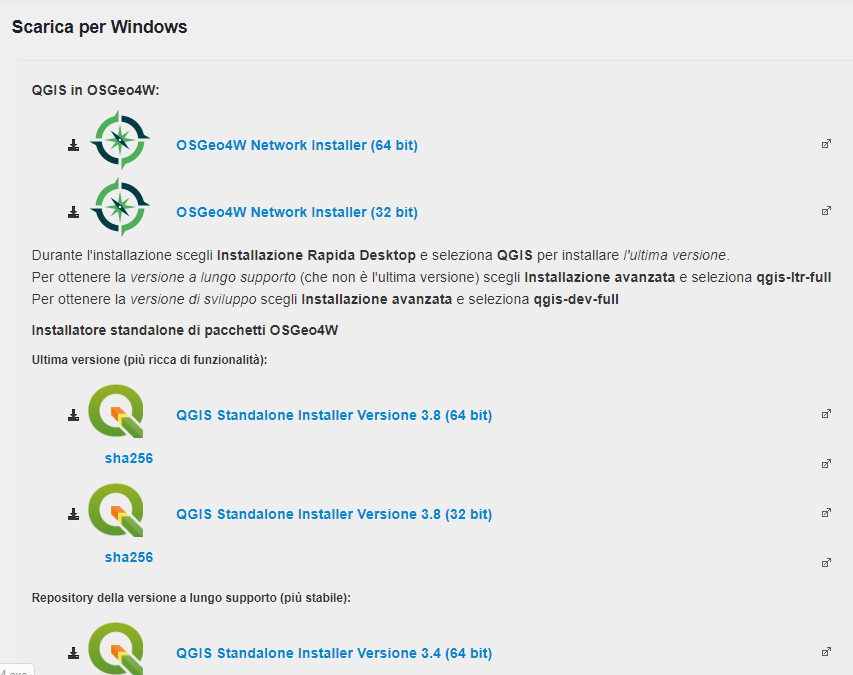 Scarica per Windows
QGIS in OSGeo4W:
OSGeo4W Network Installer (64 bit)
OSGeo4W Network Installer (32 bit)
Durante l'installazione scegli Installazione Rapida Desktop e seleziona QGIS per installare l'ultima versione.
Per ottenere la versione a lungo supporto (che non è l'ultima versione) scegli Installazione avanzata e seleziona qgis-ltr-full
Per ottenere la versione di sviluppo scegli Installazione avanzata e seleziona qgis-dev-full
Installatore standalone di pacchetti OSGeo4W
Ultima versione (più ricca di funzionalità):
QGIS Standalone Installer Versione 3.8 (64 bit)
sha256
QGIS Standalone Installer Versione 3.8 (32 bit)
sha256
Repository della versione a lungo supporto (più stabile):
QGIS Standalone Installer Versione 3.4 (64 bit)